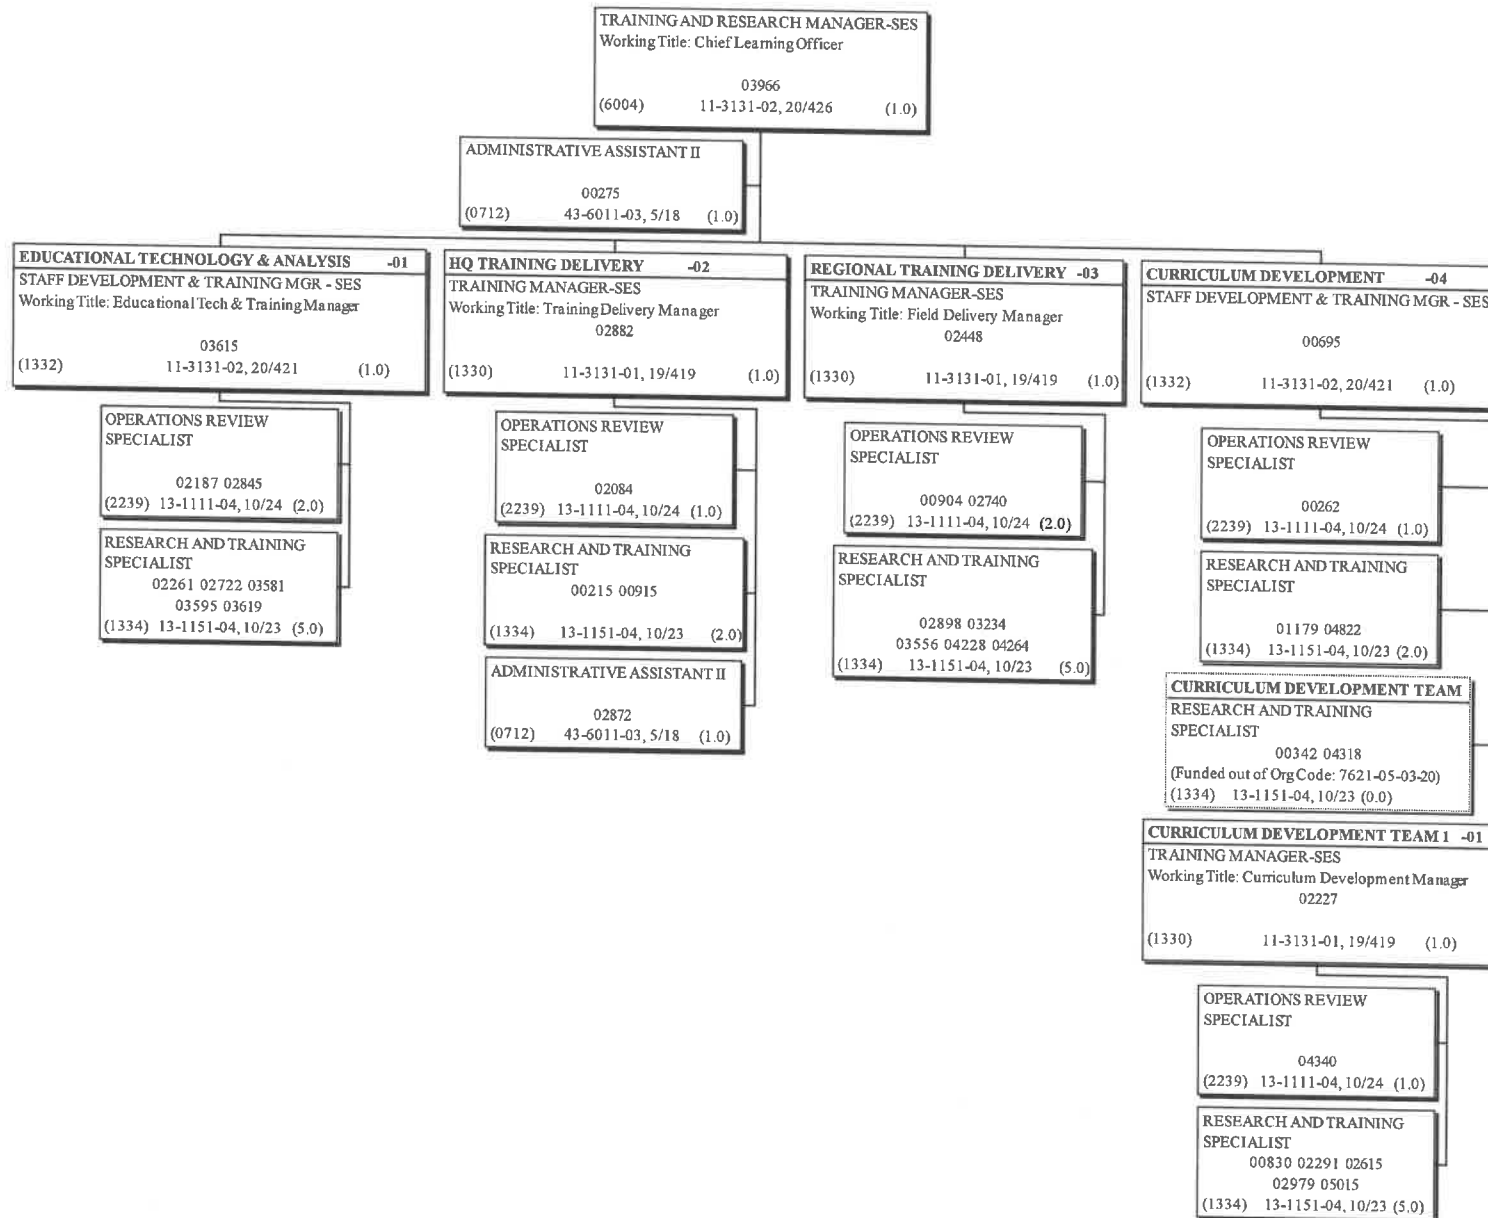 TRAINING AND RESEARCH MANAGER-SES
Working Title: Chief Learning Officer
03966
(6004) 11-3131-02, 20/426 (1.0)
ADMINISTRATIVE ASSISTANT II
00275
(0712) 43-6011-03, 5/18 (1.0)
EDUCATIONAL TECHNOLOGY & ANALYSIS -01
STAFF DEVELOPMENT & TRAINING MGR - SES
Working Title: Educational Tech & Training Manager
03615
(1332) 11-3131-02, 20/421 (1.0)
OPERATIONS REVIEW
SPECIALIST
02187 02845
(2239) 13-1111-04, 10/24 (2.0)
RESEARCH AND TRAINING
SPECIALIST
02261 02722 03581
03595 03619
(1334) 13-1151-04, 10/23 (5.0)
HQ TRAINING DELIVERY -02
TRAINING MANAGER-SES
Working Title: Training Delivery Manager
02882
(1330) 11-3131-01, 19/419 (1.0)
OPERATIONS REVIEW
SPECIALIST
02084
(2239) 13-1111-04, 10/24 (1.0)
RESEARCH AND TRAINING
SPECIALIST
00215 00915
(1334) 13-1151-04, 10/23 (2.0)
ADMINISTRATIVE ASSISTANT II
02872
(0712) 43-6011-03, 5/18 (1.0)
REGIONAL TRAINING DELIVERY -03
TRAINING MANAGER-SES
Working Title: Field Delivery Manager
02448
(1330) 11-3131-01, 19/419 (1.0)
OPERATIONS REVIEW
SPECIALIST
00904 02740
(2239) 13-1111-04, 10/24 (2.0)
RESEARCH AND TRAINING
SPECIALIST
02898 03234
03556 04228 04264
(1334) 13-1151-04, 10/23 (5.0)
CURRICULUM DEVELOPMENT -04
STAFF DEVELOPMENT & TRAINING MGR - SES
00695
(1332) 11-3131-02, 20/421 (1.0)
OPERATIONS REVIEW
SPECIALIST
00262
(2239) 13-1111-04, 10/24 (1.0)
RESEARCH AND TRAINING
SPECIALIST
01179 04822
(1334) 13-1151-04, 10/23 (2.0)
CURRICULUM DEVELOPMENT TEAM
RESEARCH AND TRAINING
SPECIALIST
00342 04318
(Funded out of Org Code: 7621-05-03-20)
(1334) 13-1151-04, 10/23 (0.0)
CURRICULUM DEVELOPMENT TEAM 1 -01
TRAINING MANAGER-SES
Working Title: Curriculum Development Manager
02227
(1330) 11-3131-01, 19/419 (1.0)
OPERATIONS REVIEW
SPECIALIST
04340
(2239) 13-1111-04, 10/24 (1.0)
RESEARCH AND TRAINING
SPECIALIST
00830 02291 02615
02979 05015
(1334) 13-1151-04, 10/23 (5.0)